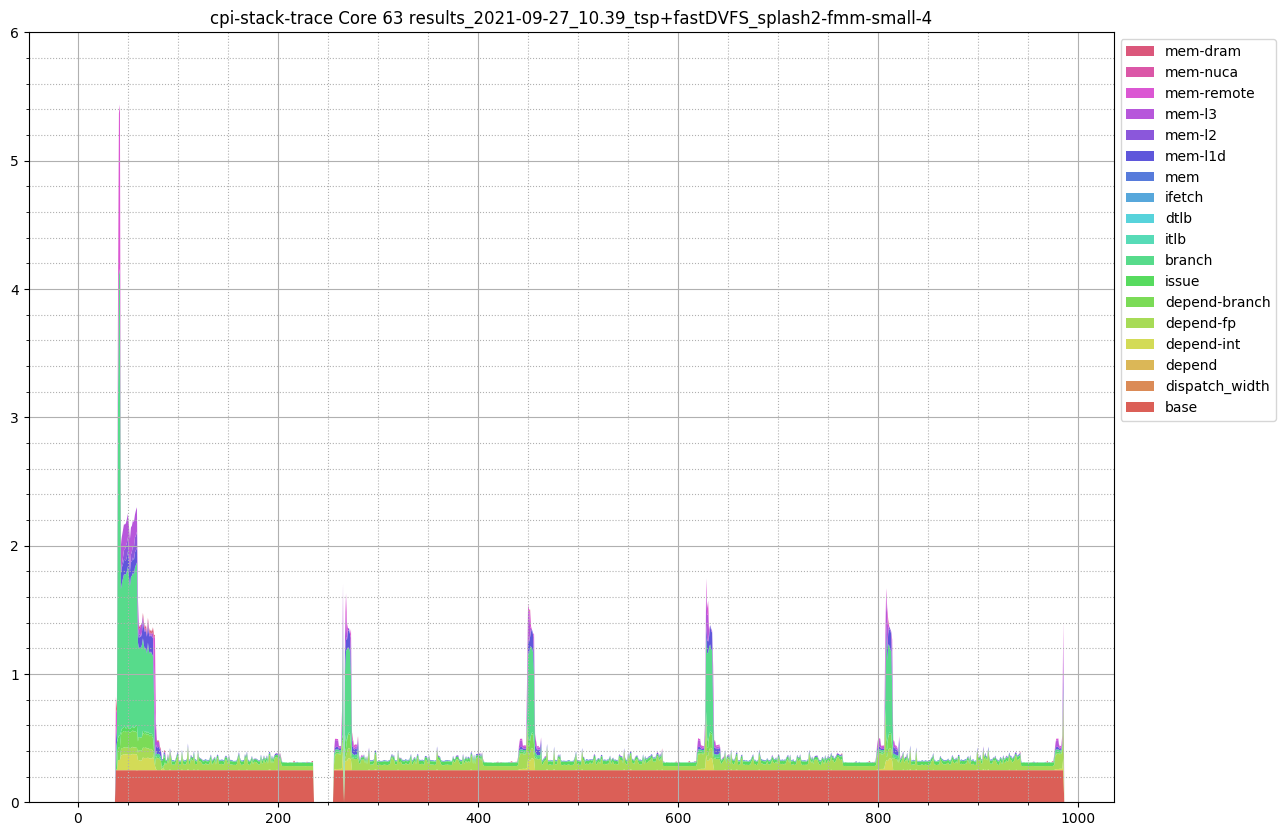 cpi-stack-trace Core 63 results_2021-09-27_10.39_tsp+fastDVFS_splash2-fmm-small-4
6
5
4
3
2
1
0
0 200 400 600 800 1000
mem-dram
mem-nuca
mem-remote
mem-l3
mem-l2
mem-l1d
mem
ifetch
dtlb
itlb
branch
issue
depend-branch
depend-fp
depend-int
depend
dispatch_width
base